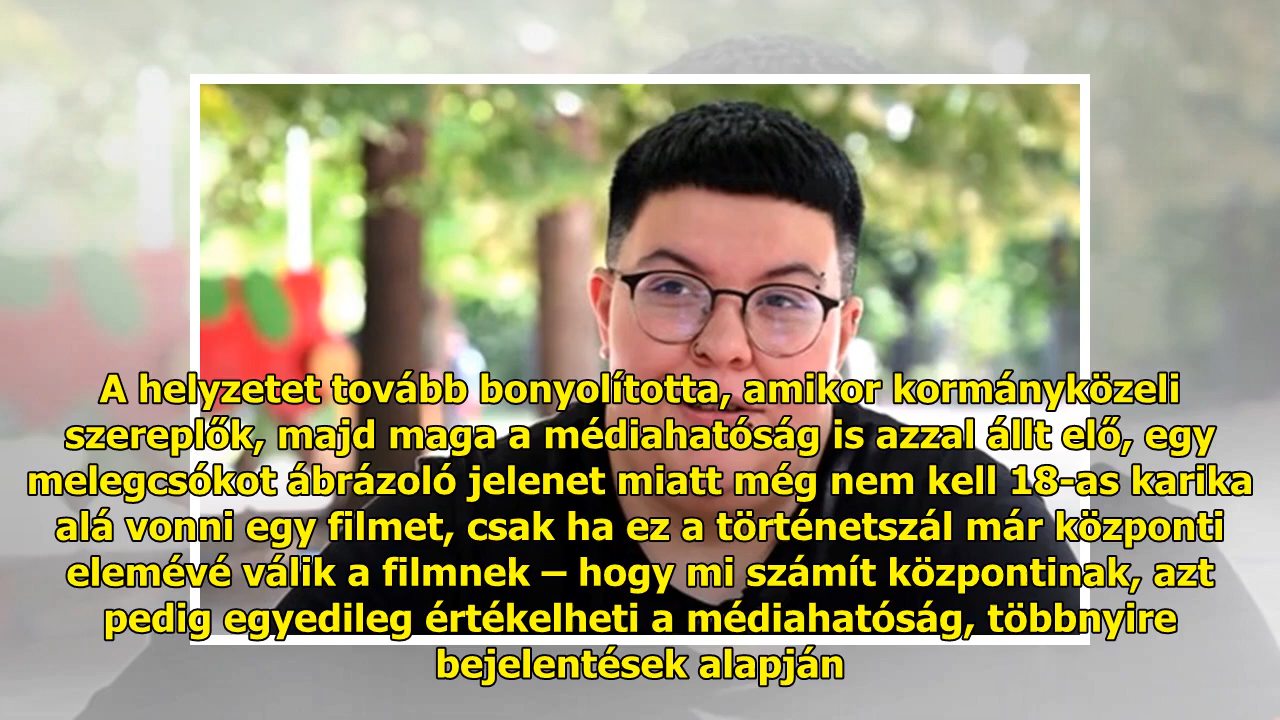 A helyzetet tovább bonyolította, amikor kormányközeli
szereplők, majd maga a médiahatóság is azzal állt elő, egy
melegcsókot ábrázoló jelenet miatt még nem kell 18-as karika
alá vonni egy filmet, csak ha ez a történetszál már központi
elemévé válik a filmnek – hogy mi számít központinak, azt
pedig egyedileg értékelheti a médiahatóság, többnyire
bejelentések alapján